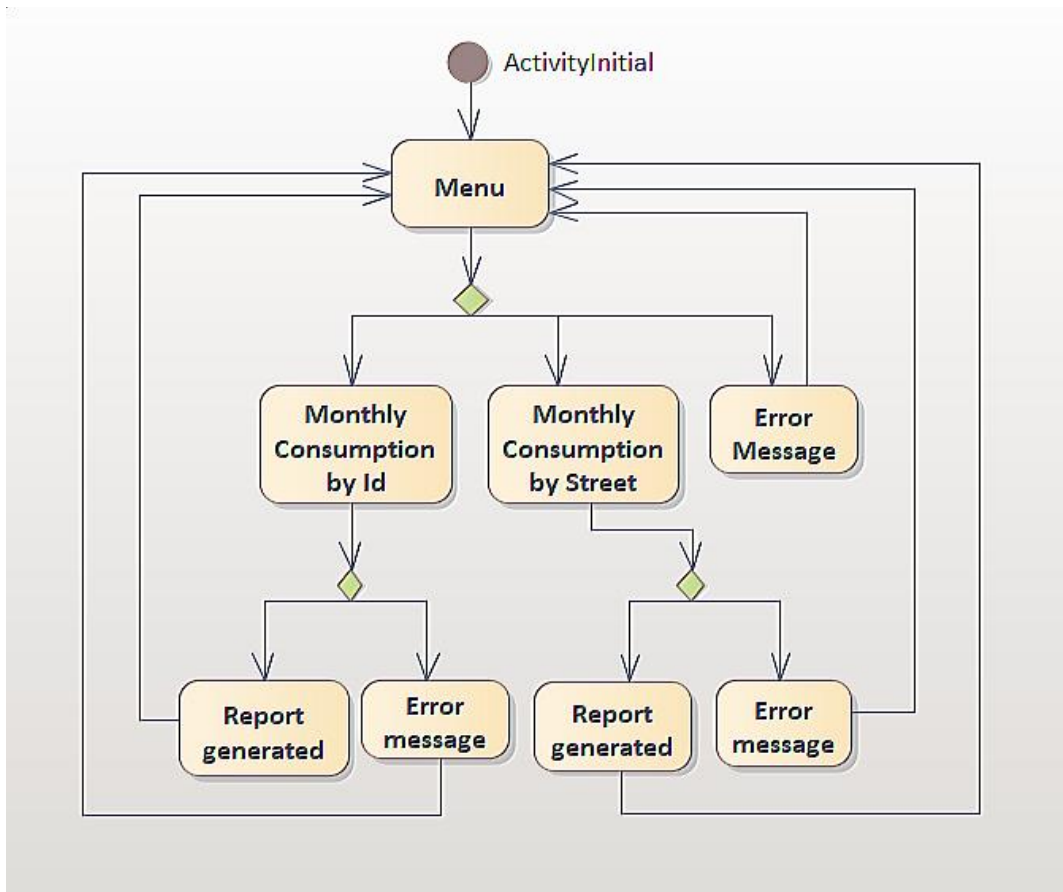 ActivityInitial
Menu
Monthly
Consumption
by Id
Monthly
Consumption
by Street
Error
Message
Report
generated
Error
message
Report
generated
Error
message